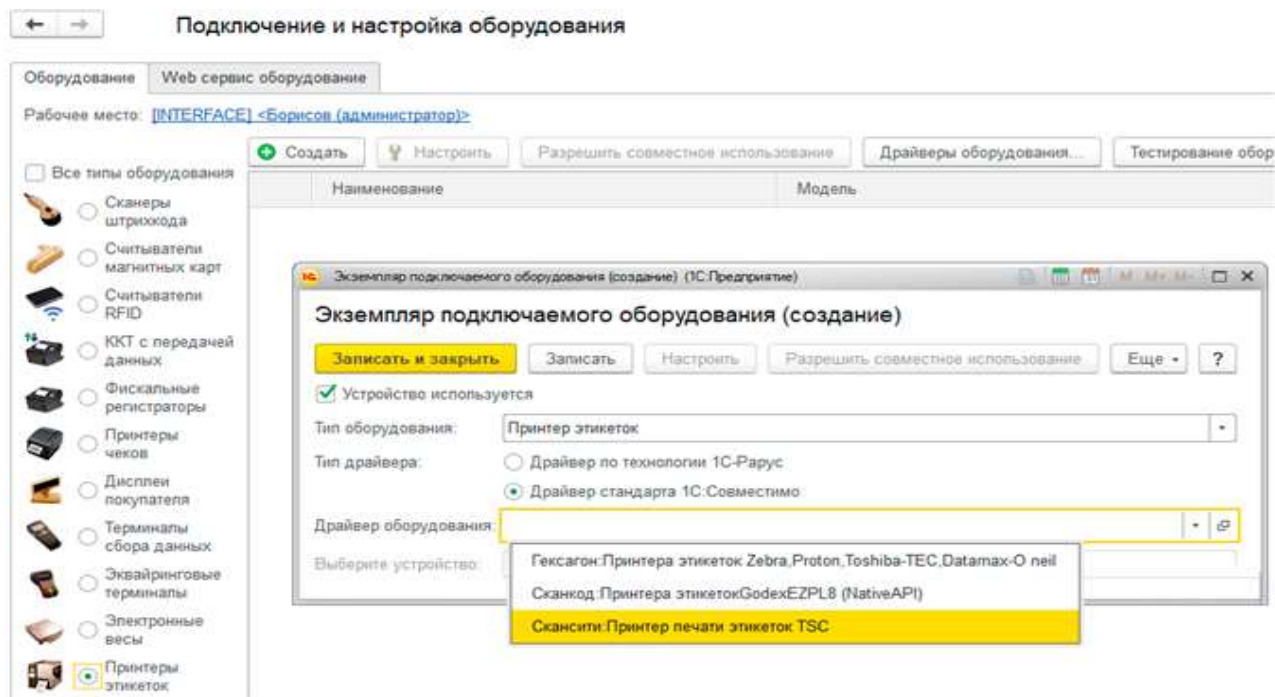 Подключение и настройка оборудования
Оборудование Web сервис оборудование
Рабочее место: [INTERFACE] <Борисов (администратор)>
Создать Настроить Разрешить совместное использование Драйверы оборудования... Тестирование обор
Все типы оборудования
Наименование Модель
Сканеры
штрихкода
Считыватели
магнитных карт
Считыватели
RFID
ККТ с передачей
данных
Фискальные
регистраторы
Принтеры
чеков
Дисплеи
покупателя
Терминалы
сбора данных
Эквайринговые
терминалы
Электронные
весы
Принтеры
этикеток
1С Экземпляр подключаемого оборудования (создание) (1С:Предприятие) M M+ M-
Экземпляр подключаемого оборудования (создание)
Записать и закрыть Записать Настроить Разрешить совместное использование Еще ?
Устройство используется
Тип оборудования: Принтер этикеток
Тип драйвера: Драйвер по технологии 1С-Рарус
Драйвер стандарта 1С:Совместимо
Драйвер оборудования:
Выберите устройство:
Гексагон:Принтера этикеток Zebra,Proton,Toshiba-TEC,Datamax-O neil
Сканкод:Принтера этикетокGodexEZPL8 (NativeAPI)
Скансити:Принтер печати этикеток TSC